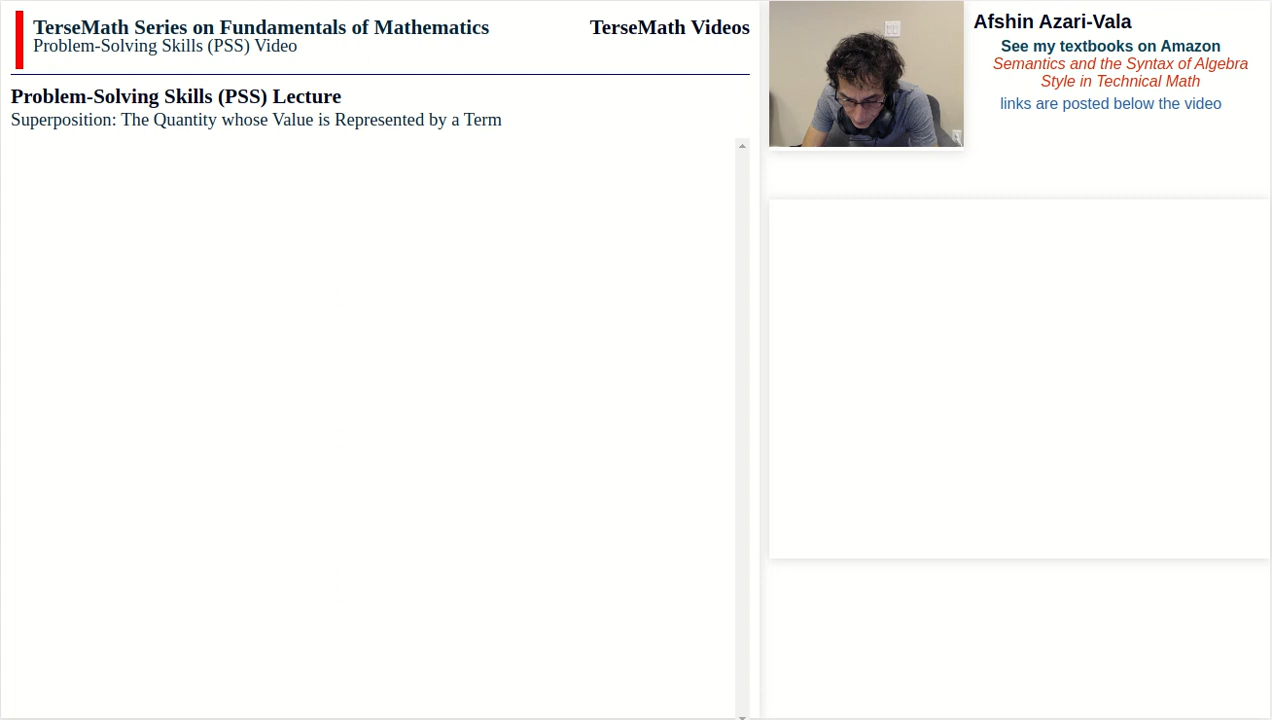 TerseMath Series on Fundamentals of Mathematics
Problem-Solving Skills (PSS) Video
TerseMath Videos
Problem-Solving Skills (PSS) Lecture
Superposition: The Quantity whose Value is Represented by a Term
Afshin Azari-Vala
See my textbooks on Amazon
Semantics and the Syntax of Algebra
Style in Technical Math
links are posted below the video